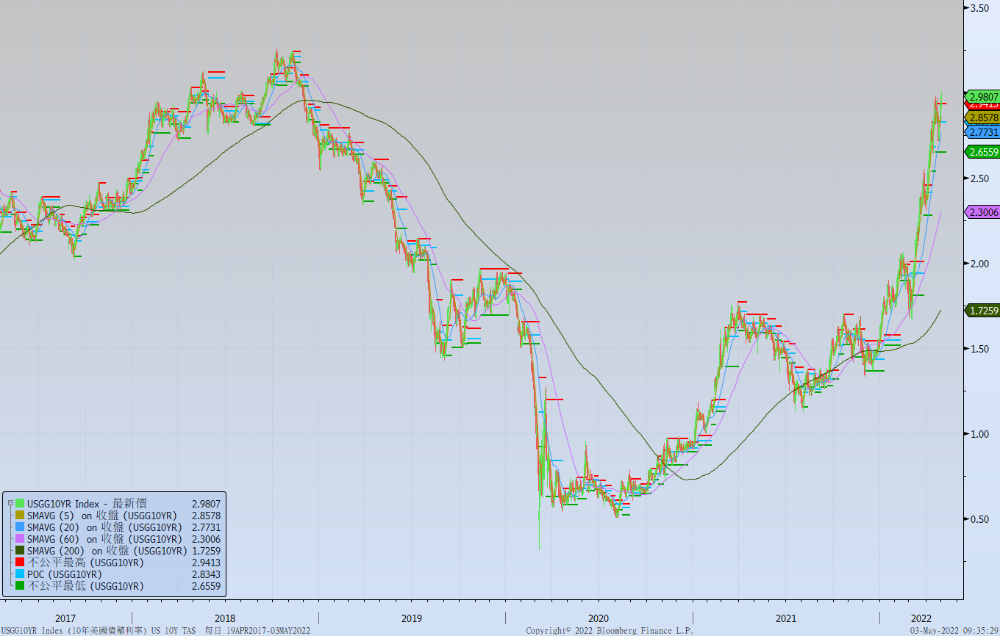 3.50
2.9807
2.9413
2.8578
2.7731
2.6559
2.50
2.3006
2.00
1.7259
1.50
1.00
0.50
USGG10YR Index - 最新價 2.9807
SMAVG (5) on 收盤 (USGG10YR) 2.8578
SMAVG (20) on 收盤 (USGG10YR) 2.7731
SMAVG (60) on 收盤 (USGG10YR) 2.3006
SMAVG (200) on 收盤 (USGG10YR) 1.7259
不公平最高 (USGG10YR) 2.9413
POC (USGG10YR) 2.8343
不公平最低 (USGG10YR) 2.6559
2017 2018 2019 2020 2021 2022
USGG10YR Index (10年美國債殖利率) US 10Y TAS 每日 19APR2017-03MAY2022 Copyright© 2022 Bloomberg Finance L.P. 03-May-2022 09:35:29